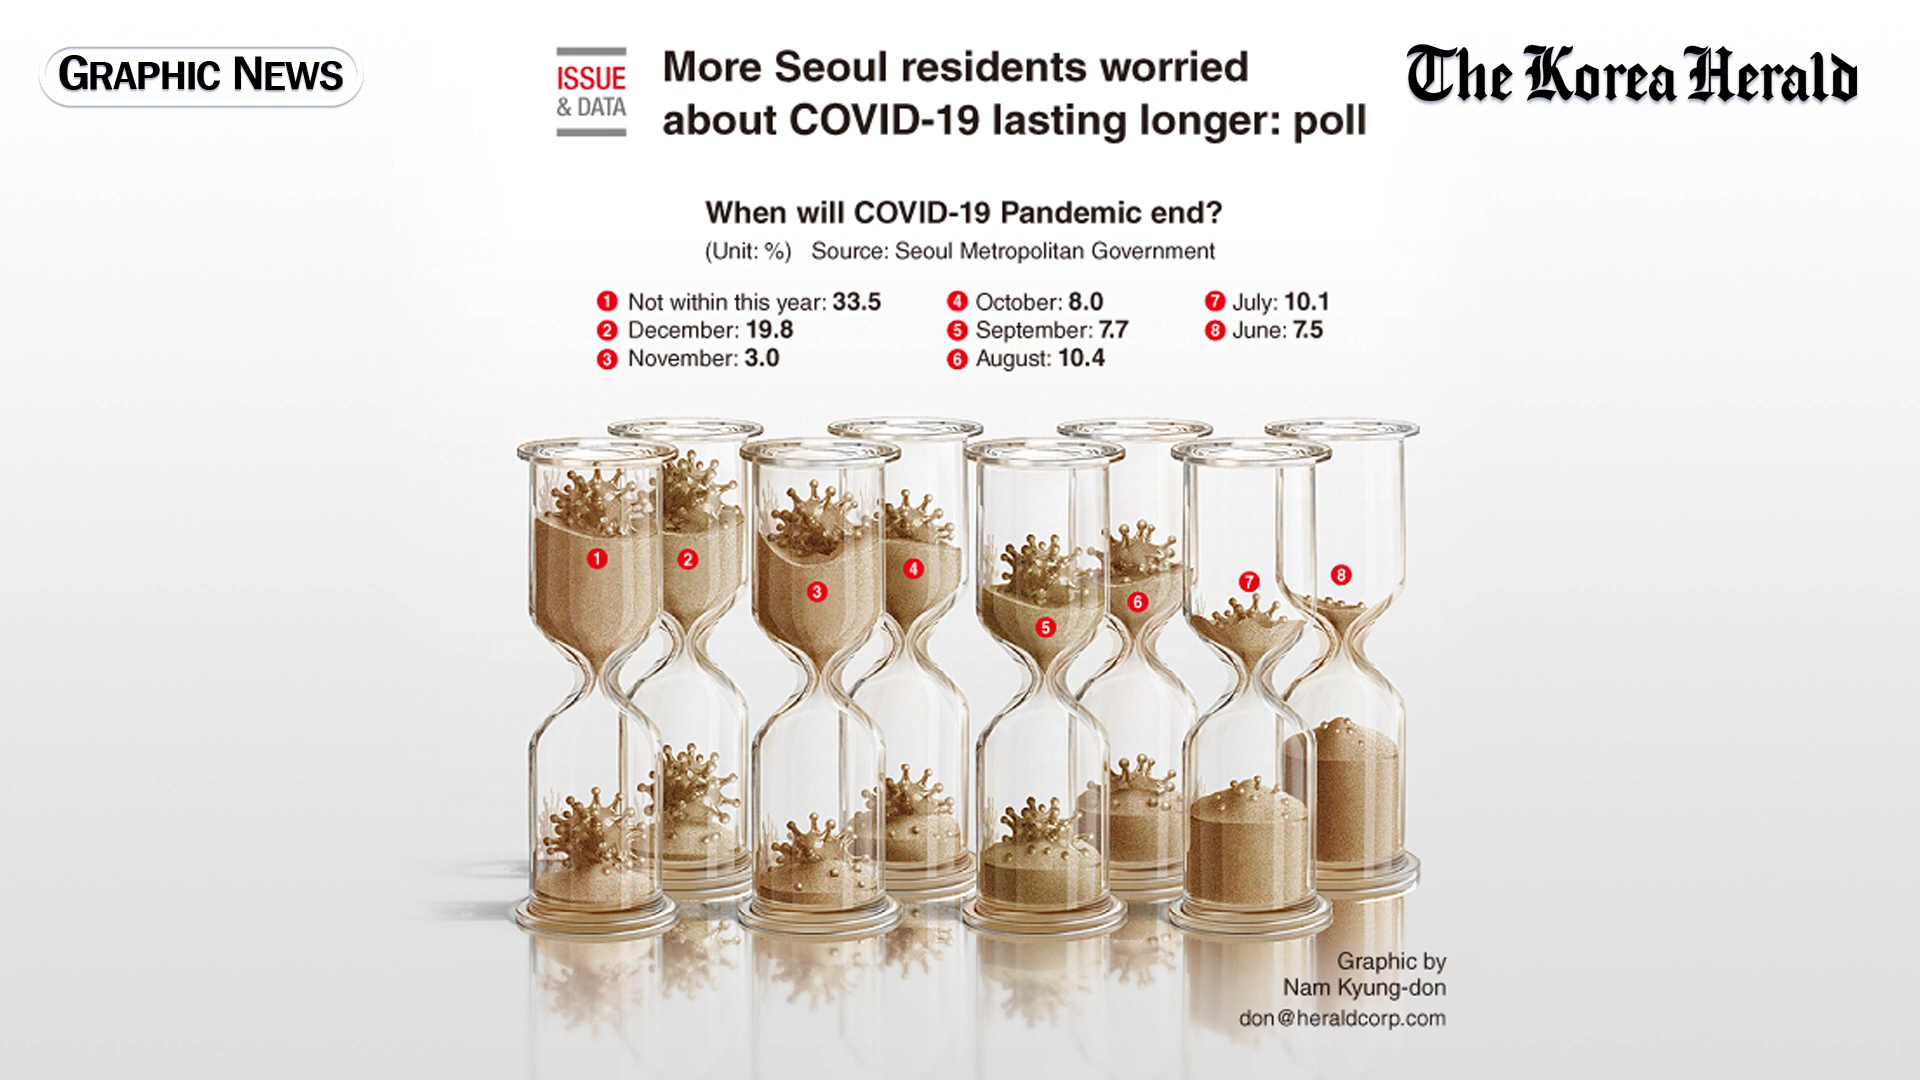 GRAPHIC NEWS
ISSUE
& DATA
More Seoul residents worried
about COVID-19 lasting longer: poll
The Korea Herald
When will COVID-19 Pandemic end?
(Unit: %) Source: Seoul Metropolitan Government
1 Not within this year: 33.5
2 December: 19.8
3 November: 3.0
4 October: 8.0
5 September: 7.7
6 August: 10.4
7 July: 10.1
8 June: 7.5
1
2
3
4
5
6
7
8
Graphic by
Nam Kyung-don
don@heraldcorp.com